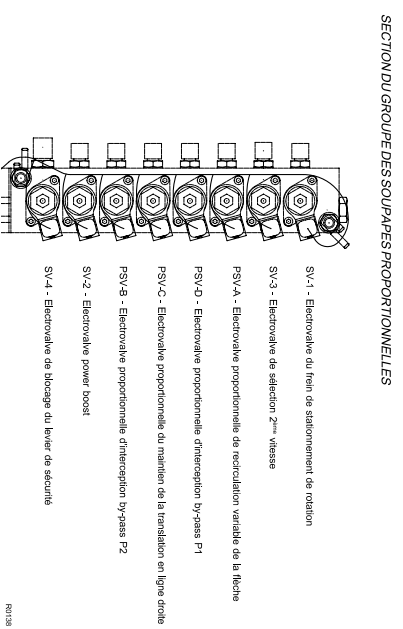 SECTION DU GROUPE DES SOUPAPES PROPORTIONNELLES
SV-1 - Electrovalve du frein de stationnement de rotation
SV-3 - Electrovalve de sélection 2ème vitesse
PSV-A - Electrovalve proportionnelle de recirculation variable de la flèche
PSV-D - Electrovalve proportionnelle d'interception by-pass P1
PSV-C - Electrovalve proportionnelle du maintien de la translation en ligne droite
PSV-B - Electrovalve proportionnelle d'interception by-pass P2
SV-2 - Electrovalve power boost
SV-4 - Electrovalve de blocage du levier de sécurité
R0138